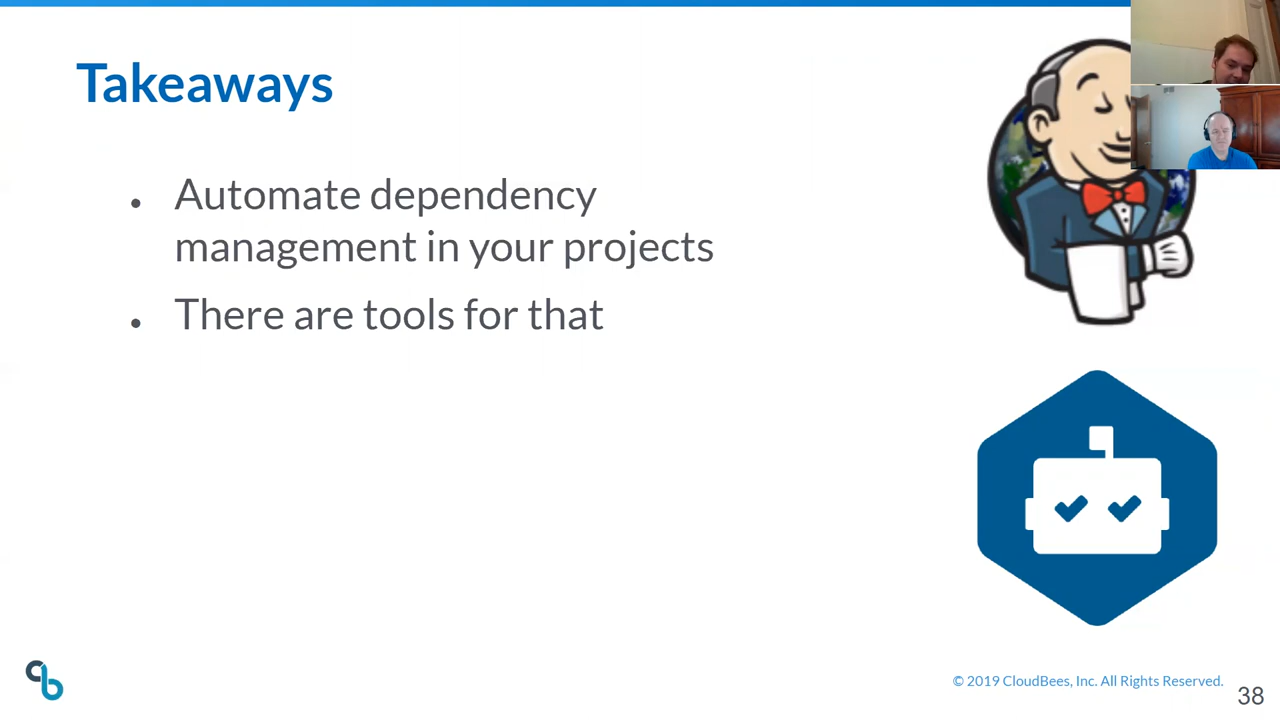 Takeaways
• Automate dependency
management in your projects
• There are tools for that
© 2019 CloudBees, Inc. All Rights Reserved.
38